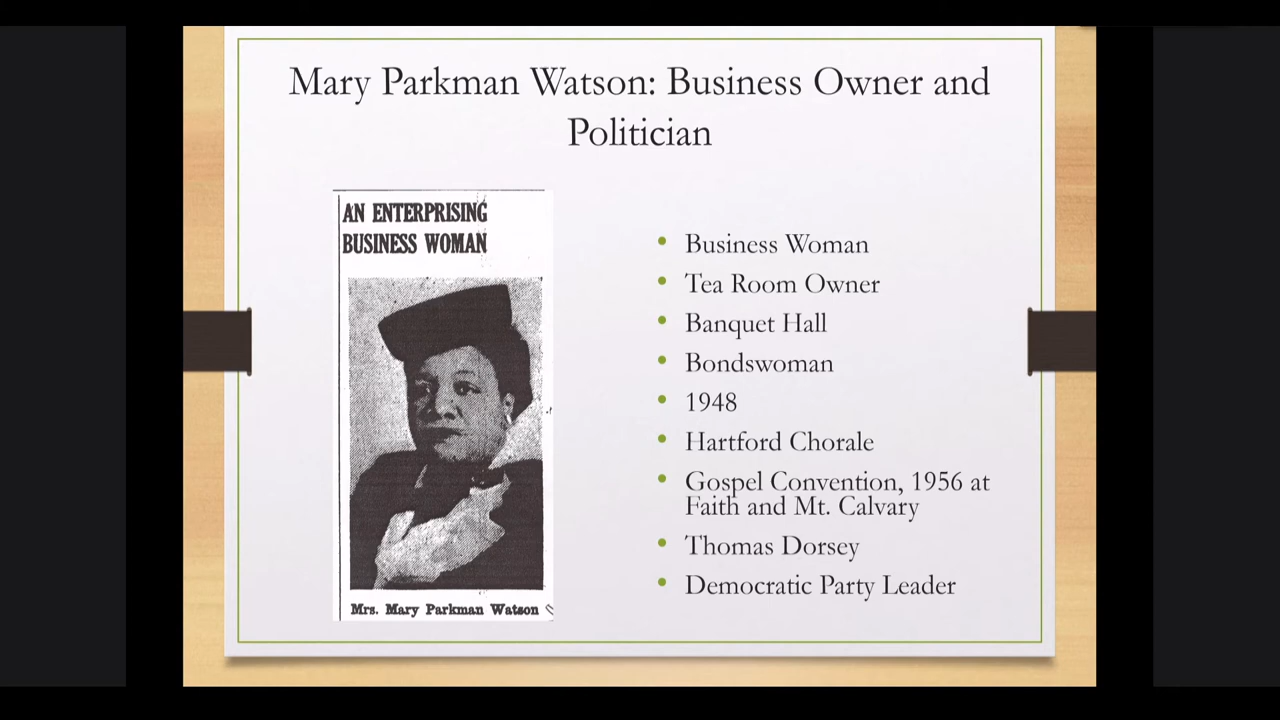 Mary Parkman Watson: Business Owner and
Politician
AN ENTERPRISING
BUSINESS WOMAN
Mrs. Mary Parkman Watson
• Business Woman
• Tea Room Owner
• Banquet Hall
• Bondswoman
• 1948
• Hartford Chorale
• Gospel Convention, 1956 at
Faith and Mt. Calvary
• Thomas Dorsey
• Democratic Party Leader